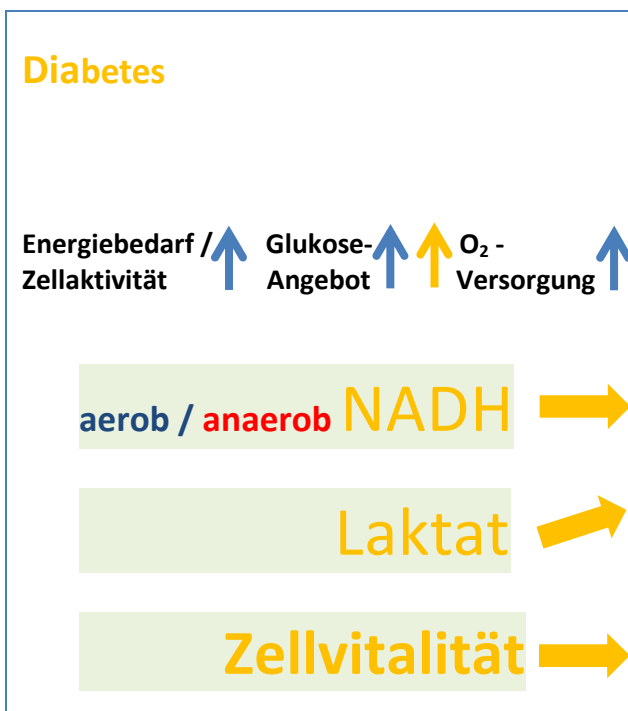 Diabetes
Energiebedarf / Glukose- O₂ -
Zellaktivität Angebot Versorgung
aerob / anaerob NADH
Laktat
Zellvitalität